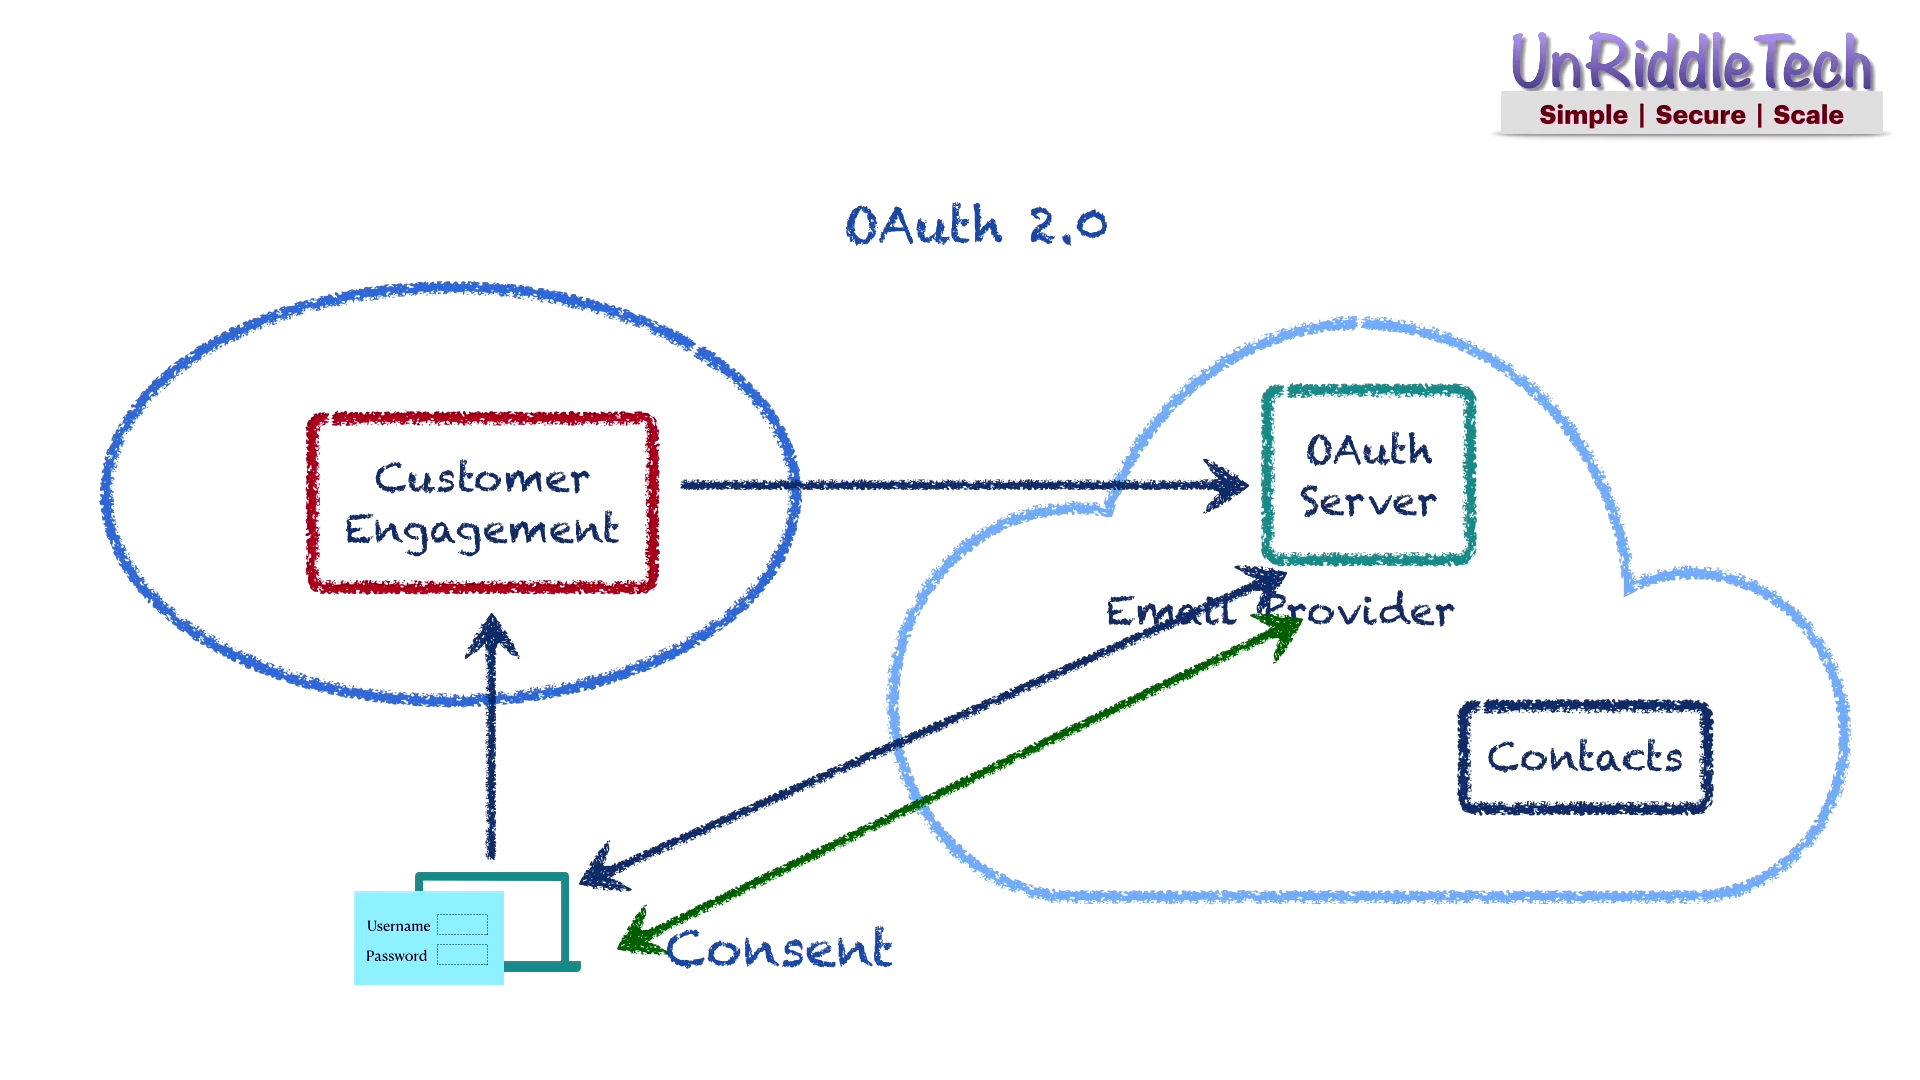 UnRiddleTech
Simple | Secure | Scale
OAuth 2.0
Customer
Engagement
OAuth
Server
Email Provider
Contacts
Username
Password
Consent